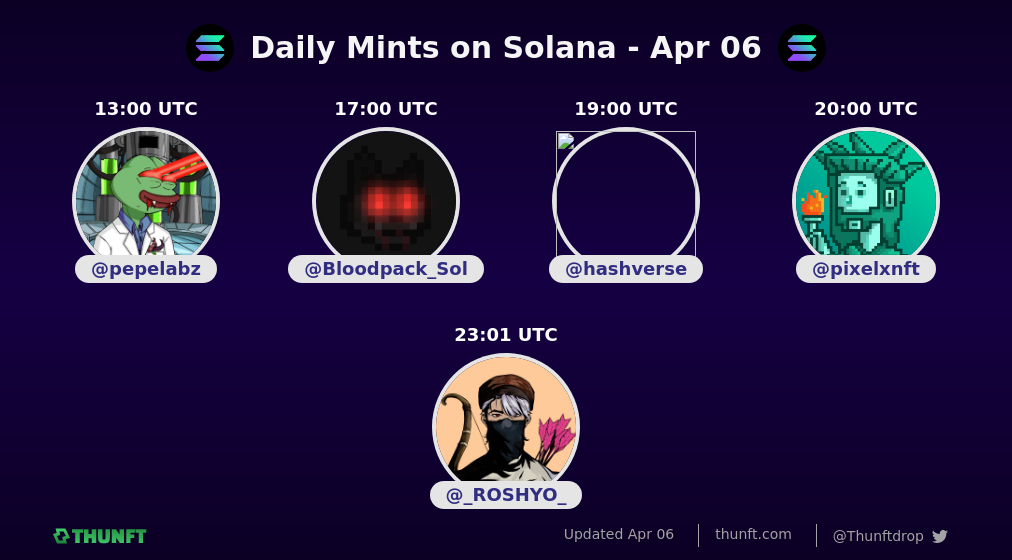 Daily Mints on Solana - Apr 06
13:00 UTC
17:00 UTC
19:00 UTC
20:00 UTC
@pepelabz
@Bloodpack_Sol
@hashverse
@pixelxnft
23:01 UTC
@_ROSHYO_
THUNFT
Updated Apr 06
thunft.com
@Thunftdrop